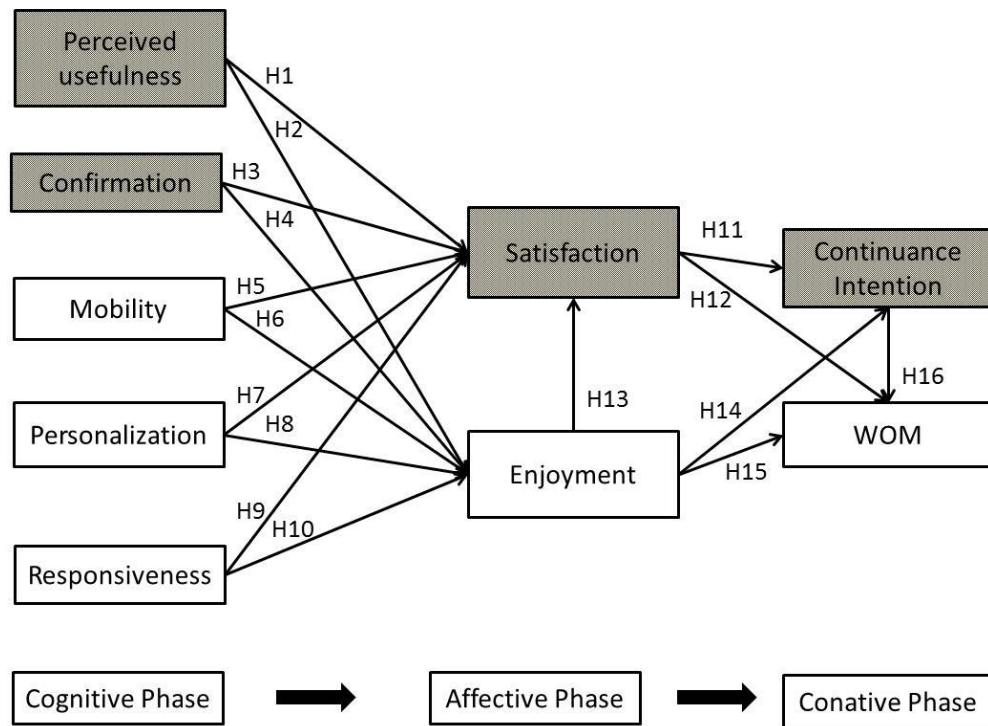 Perceived
usefulness
H1
H2
Confirmation
H3
H4
Satisfaction
H11
Continuance
Intention
H12
Mobility
H5
H6
H16
Personalization
H7
H8
H13
H14
WOM
Enjoyment
H15
Responsiveness
H9
H10
Cognitive Phase
Affective Phase
Conative Phase